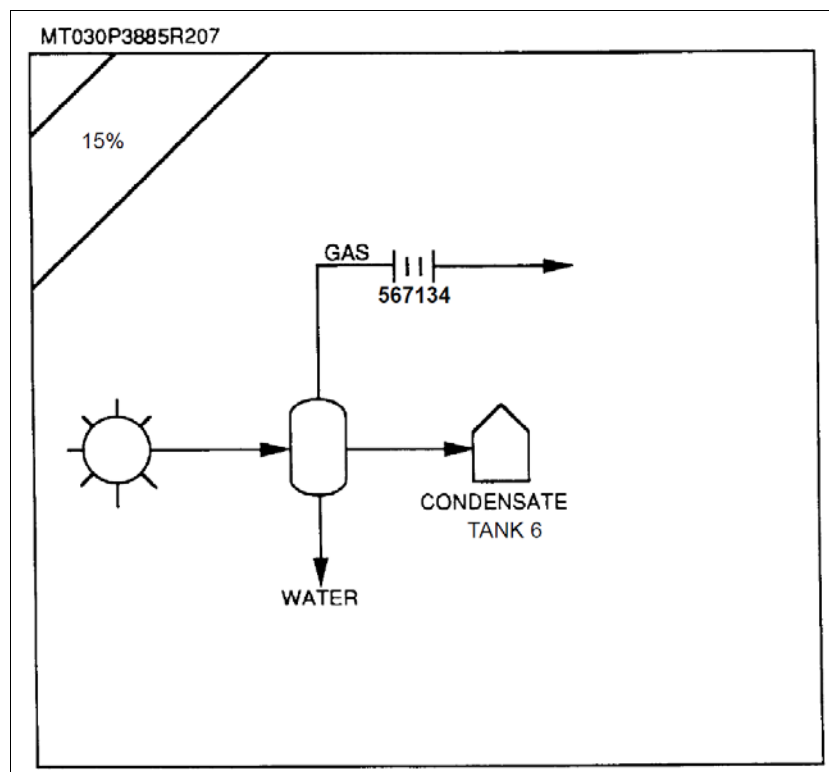 MT030P3885R207
15%
GAS
567134
CONDENSATE
TANK 6
WATER